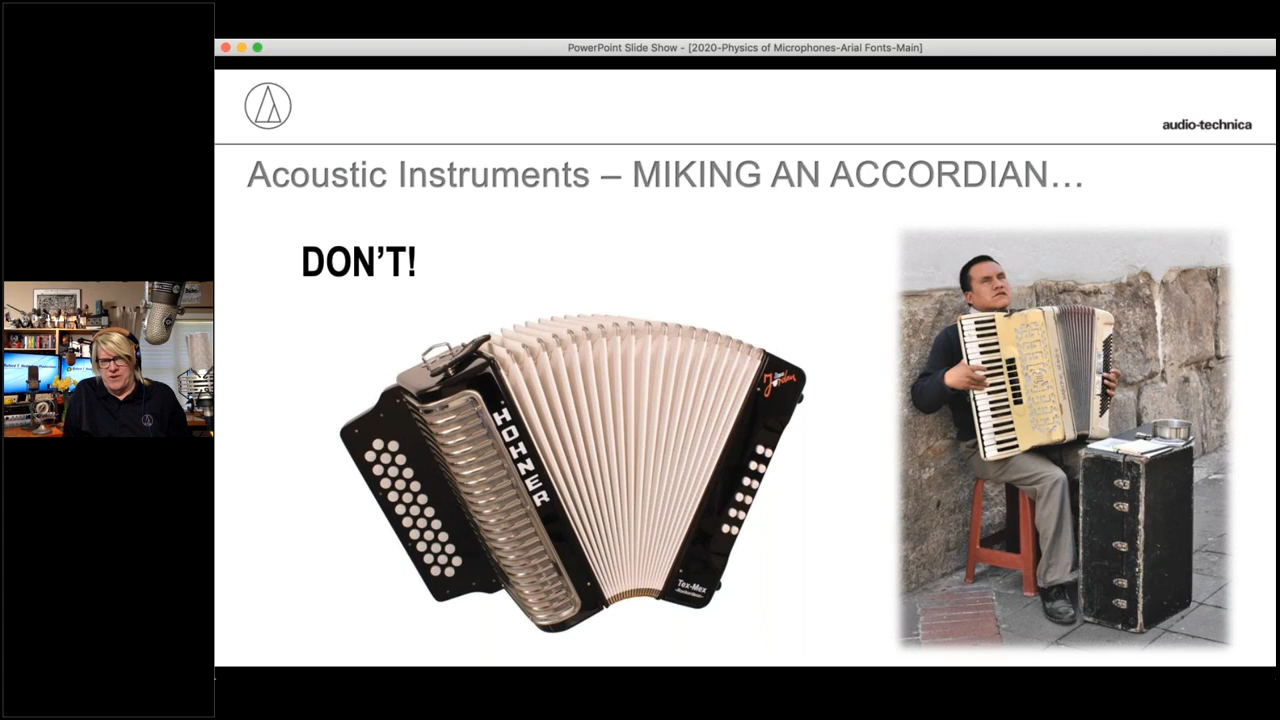 PowerPoint Slide Show - [2020-Physics of Microphones-Arial Fonts-Main]
audio-technica
Acoustic Instruments – MIKING AN ACCORDIAN…
DON’T!
HOHNER
Jordan
Tex-Mex